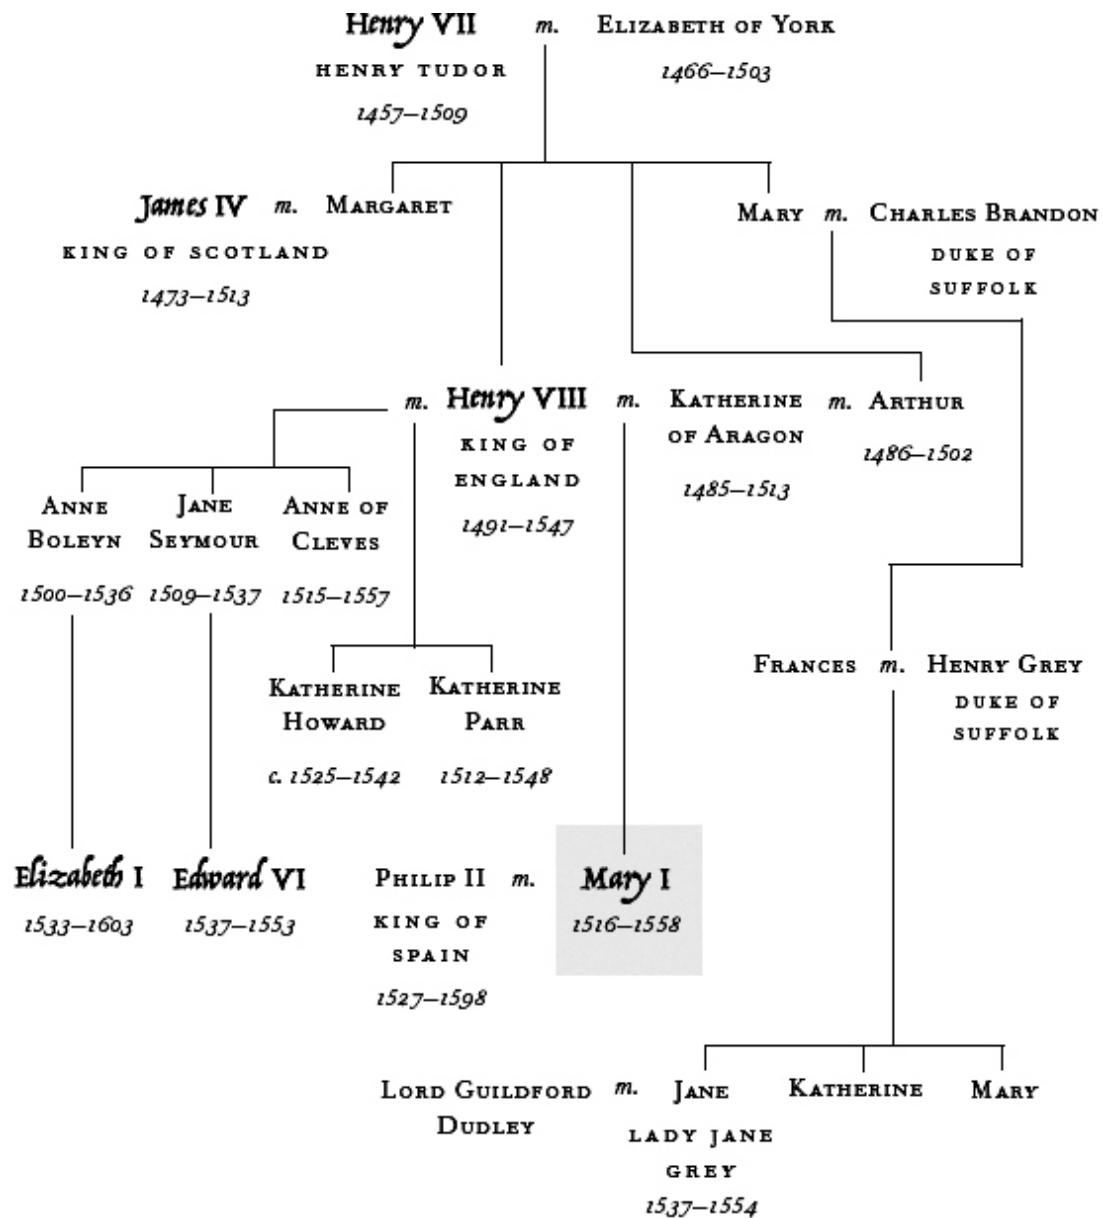 Henry VII m. Elizabeth of York
Henry Tudor 1466–1503
1457–1509
James IV m. Margaret
King of Scotland
1473–1513
Mary m. Charles Brandon
Duke of
Suffolk
m. Henry VIII m. Katherine of Aragon m. Arthur
King of
England
1491–1547
1485–1513
1486–1502
Anne
Boleyn
1500–1536
Jane
Seymour
1509–1537
Anne of
Cleves
1515–1557
Katherine
Howard
c. 1525–1542
Katherine
Parr
1512–1548
Frances m. Henry Grey
Duke of
Suffolk
Elizabeth I
1533–1603
Edward VI
1537–1553
Philip II m. Mary I
King of
Spain
1527–1598
1516–1558
Lord Guildford
Dudley
m. Jane
Lady Jane
Grey
1537–1554
Katherine
Mary